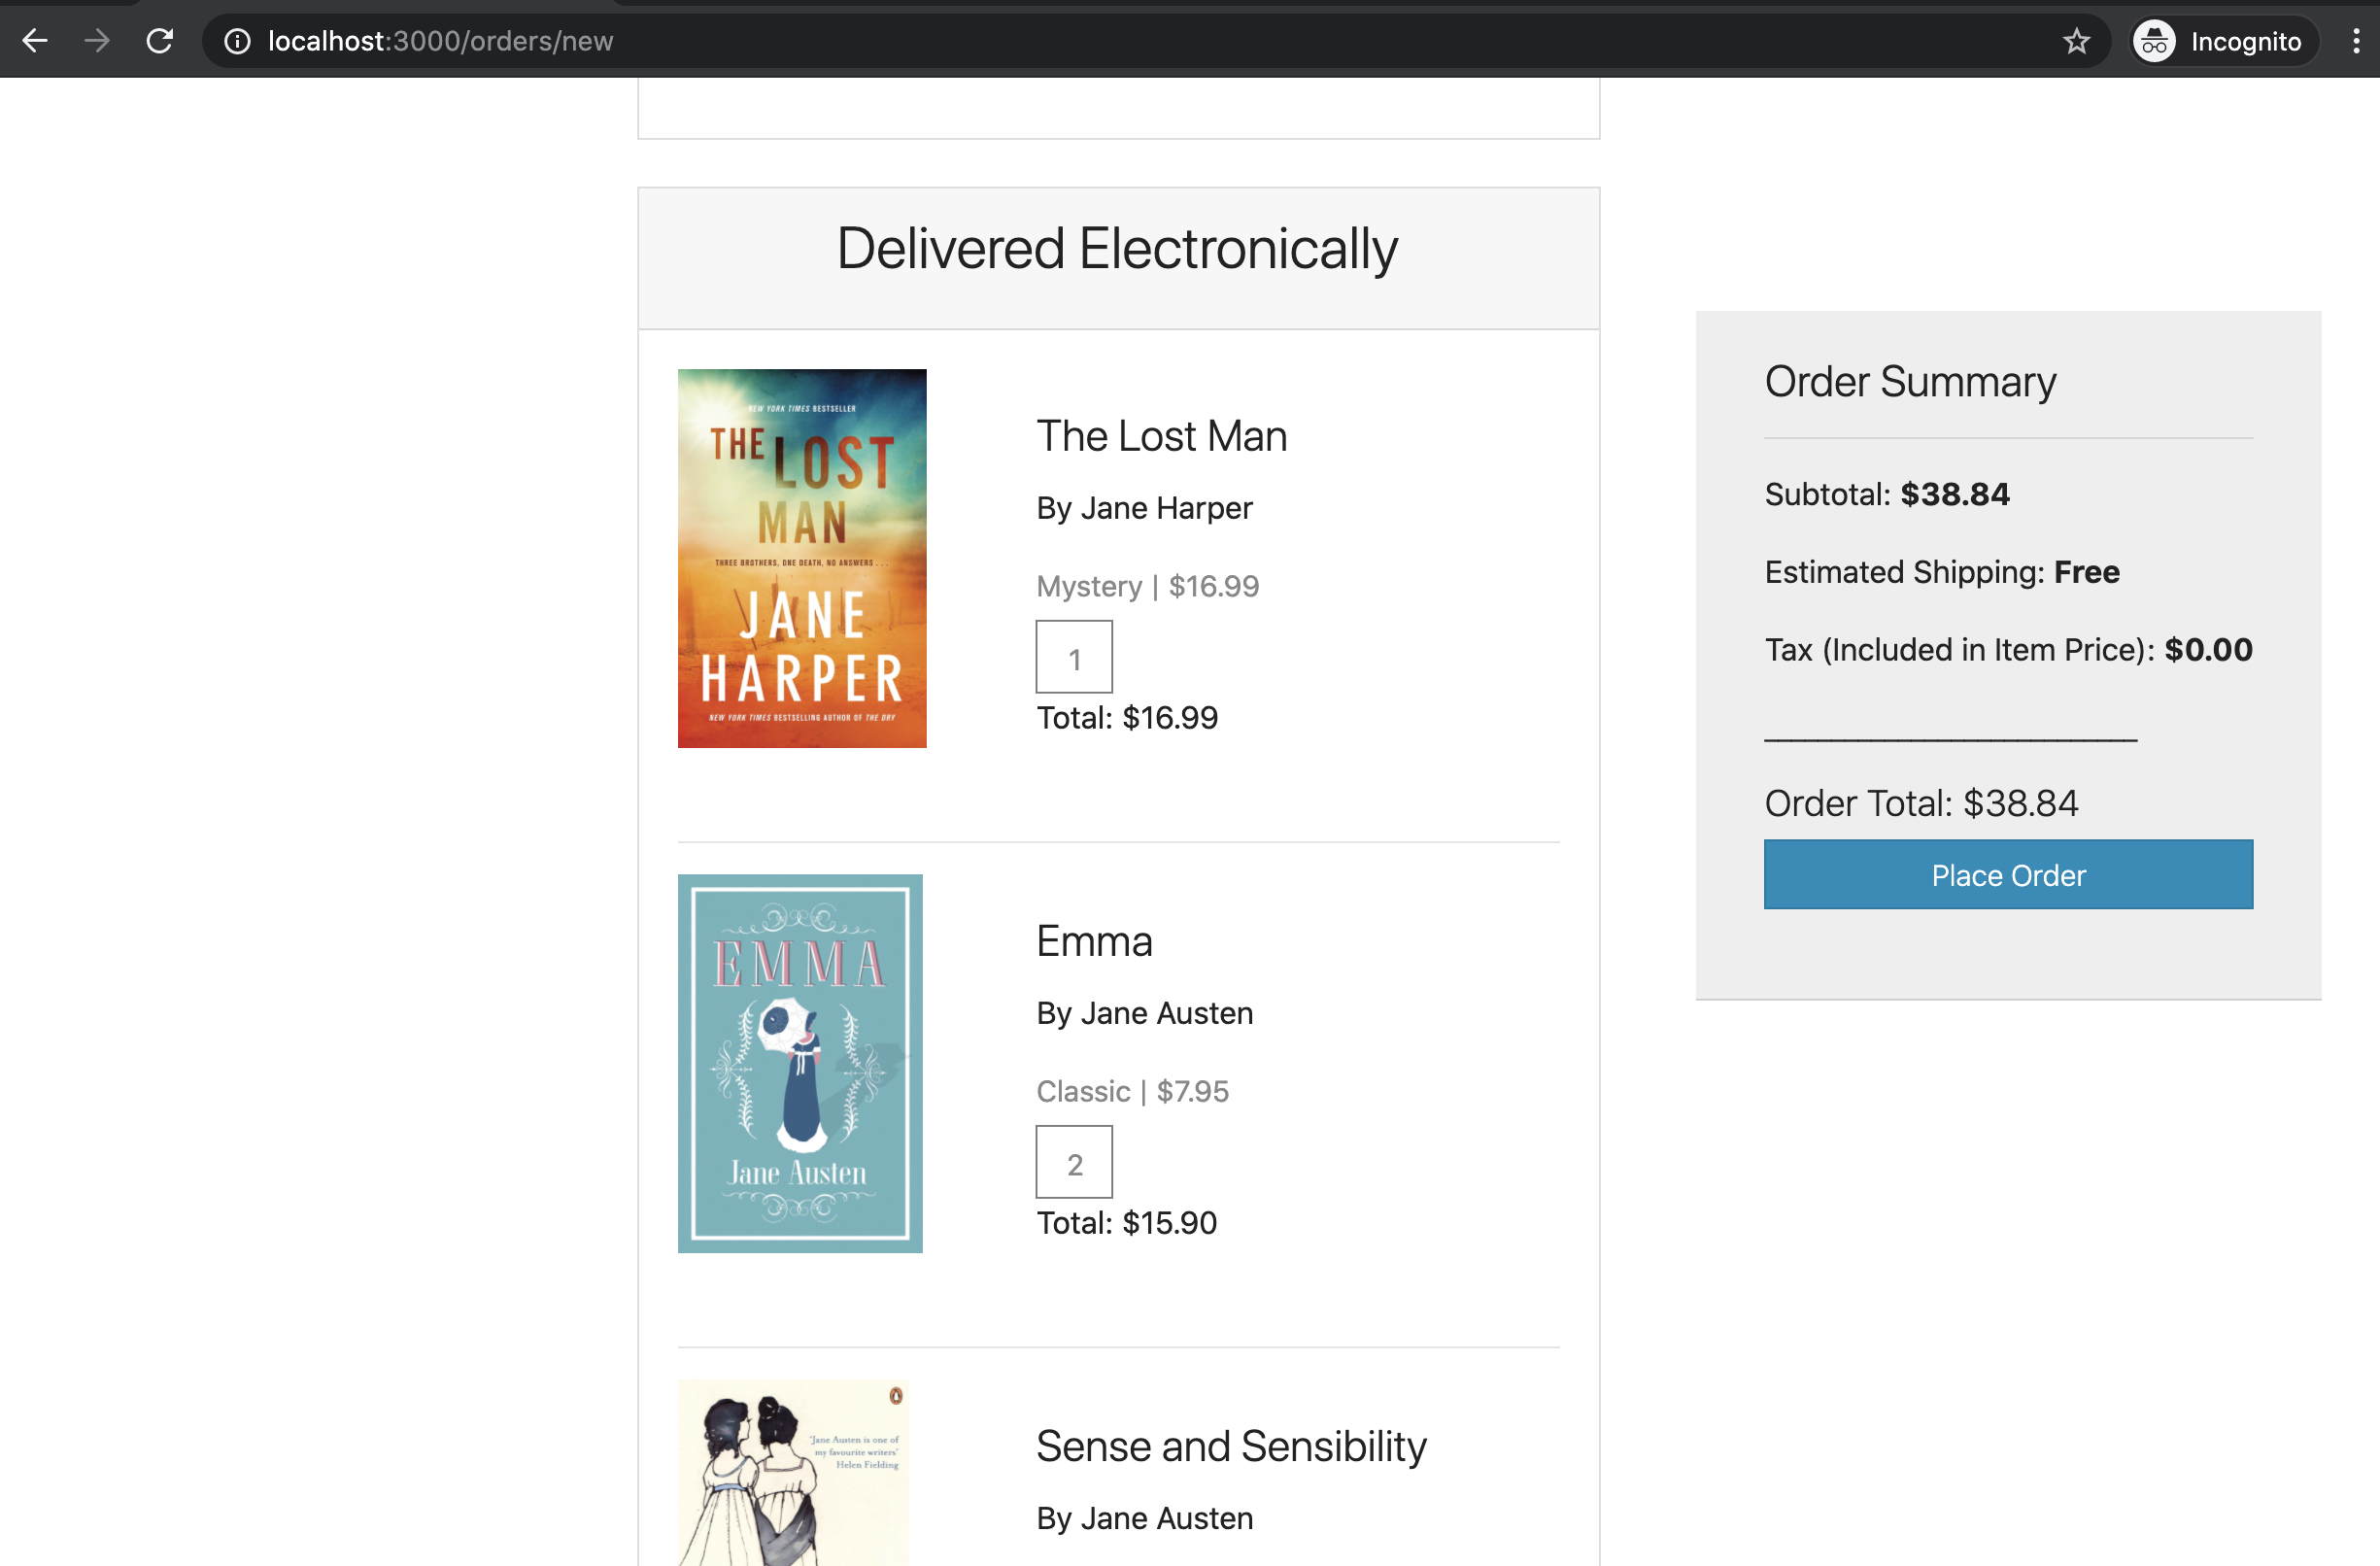 localhost:3000/orders/new
Incognito
Delivered Electronically
NEW YORK TIMES BESTSELLER
THE LOST
MAN
THREE BROTHERS. ONE DEATH. NO ANSWERS . . .
JANE
HARPER
NEW YORK TIMES BESTSELLING AUTHOR OF THE DRY
The Lost Man
By Jane Harper
Mystery | $16.99
1
Total: $16.99
EMMA
Jane Austen
Emma
By Jane Austen
Classic | $7.95
2
Total: $15.90
'Jane Austen is one of
my favourite writers'
Helen Fielding
Sense and Sensibility
By Jane Austen
Order Summary
Subtotal: $38.84
Estimated Shipping: Free
Tax (Included in Item Price): $0.00
Order Total: $38.84
Place Order